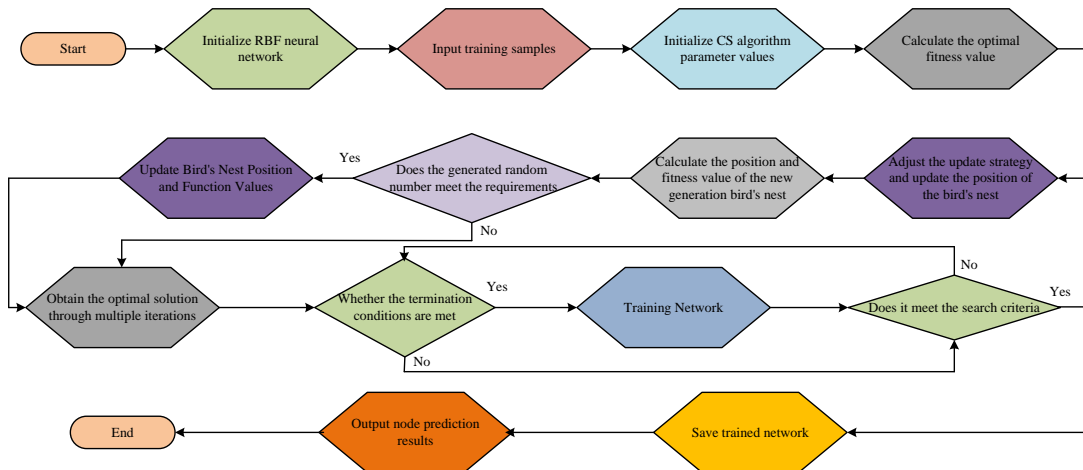 Start
Initialize RBF neural
network
Input training samples
Initialize CS algorithm
parameter values
Calculate the optimal
fitness value
Update Bird's Nest Position
and Function Values
Yes
Does the generated random
number meet the requirements
No
Calculate the position and
fitness value of the new
generation bird's nest
Adjust the update strategy
and update the position of
the bird's nest
Obtain the optimal solution
through multiple iterations
Whether the termination
conditions are met
Yes
No
Training Network
No
Does it meet the search criteria
Yes
End
Output node prediction
results
Save trained network